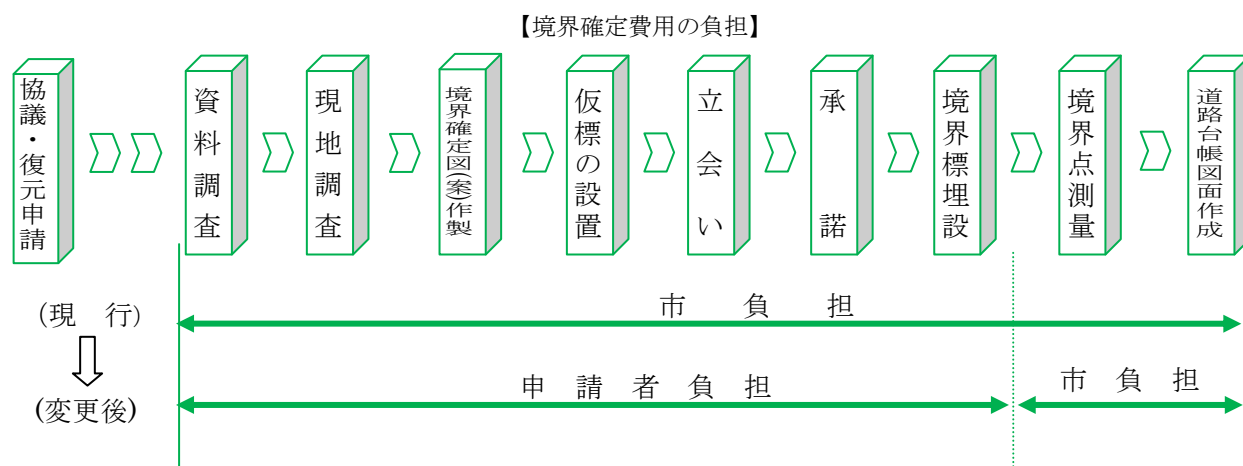 【境界確定費用の負担】
協議・復元申請
資料調査
現地調査
境界確定図(案)作製
仮標の設置
立会い
承諾
境界標埋設
境界点測量
道路台帳図面作成
(現　行)
市　負　担
(変更後)
申　請　者　負　担
市　負　担